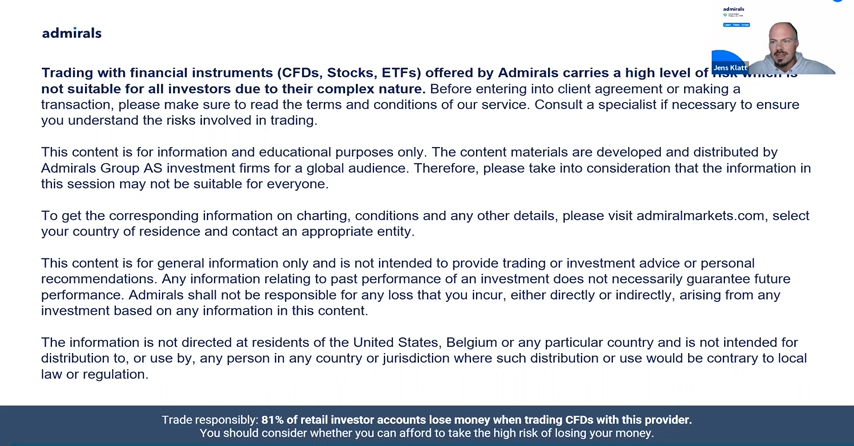 admirals
admirals
Jens Klatt
Trading with financial instruments (CFDs, Stocks, ETFs) offered by Admirals carries a high level of risk which is
not suitable for all investors due to their complex nature. Before entering into client agreement or making a
transaction, please make sure to read the terms and conditions of our service. Consult a specialist if necessary to ensure
you understand the risks involved in trading.
This content is for information and educational purposes only. The content materials are developed and distributed by
Admirals Group AS investment firms for a global audience. Therefore, please take into consideration that the information in
this session may not be suitable for everyone.
To get the corresponding information on charting, conditions and any other details, please visit admiralmarkets.com, select
your country of residence and contact an appropriate entity.
This content is for general information only and is not intended to provide trading or investment advice or personal
recommendations. Any information relating to past performance of an investment does not necessarily guarantee future
performance. Admirals shall not be responsible for any loss that you incur, either directly or indirectly, arising from any
investment based on any information in this content.
The information is not directed at residents of the United States, Belgium or any particular country and is not intended for
distribution to, or use by, any person in any country or jurisdiction where such distribution or use would be contrary to local
law or regulation.
Trade responsibly: 81% of retail investor accounts lose money when trading CFDs with this provider.
You should consider whether you can afford to take the high risk of losing your money.